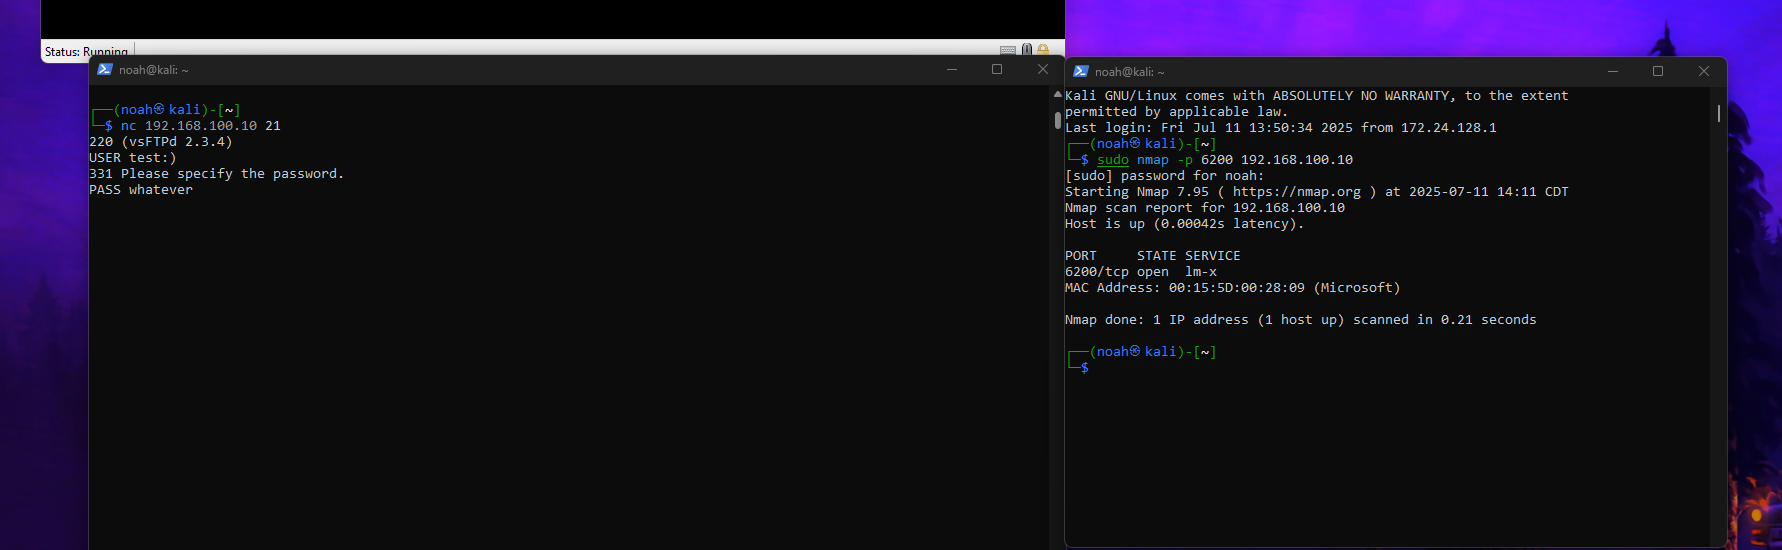 Status: Running
noah@kali: ~
┌──(noah㉿kali)-[~]
└─$ nc 192.168.100.10 21
220 (vsFTPd 2.3.4)
USER test:)
331 Please specify the password.
PASS whatever
noah@kali: ~
Kali GNU/Linux comes with ABSOLUTELY NO WARRANTY, to the extent
permitted by applicable law.
Last login: Fri Jul 11 13:50:34 2025 from 172.24.128.1
┌──(noah㉿kali)-[~]
└─$ sudo nmap -p 6200 192.168.100.10
[sudo] password for noah:
Starting Nmap 7.95 ( https://nmap.org ) at 2025-07-11 14:11 CDT
Nmap scan report for 192.168.100.10
Host is up (0.00042s latency).
PORT     STATE SERVICE
6200/tcp open  lm-x
MAC Address: 00:15:5D:00:28:09 (Microsoft)
Nmap done: 1 IP address (1 host up) scanned in 0.21 seconds
┌──(noah㉿kali)-[~]
└─$